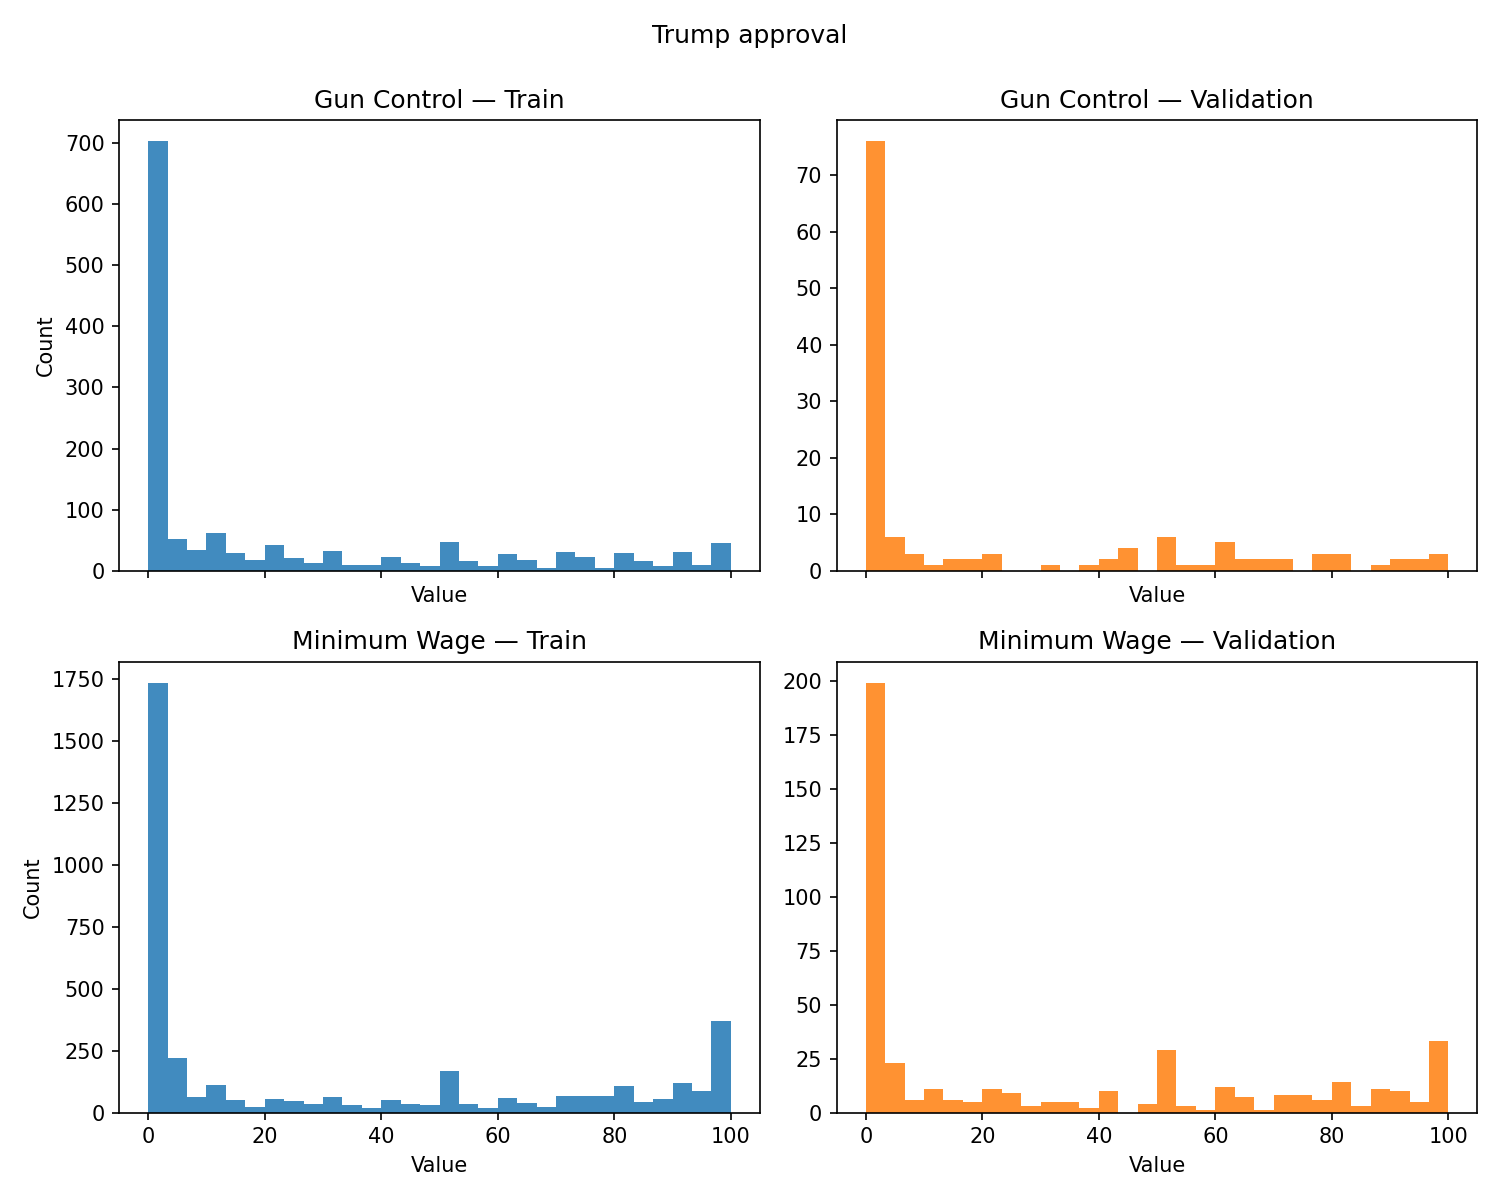 Trump approval
Gun Control — Train
700
600
500
400
300
200
100
0
Count
Value
Gun Control — Validation
70
60
50
40
30
20
10
0
Value
Minimum Wage — Train
1750
1500
1250
1000
750
500
250
0
Count
0 20 40 60 80 100
Value
Minimum Wage — Validation
200
175
150
125
100
75
50
25
0
0 20 40 60 80 100
Value